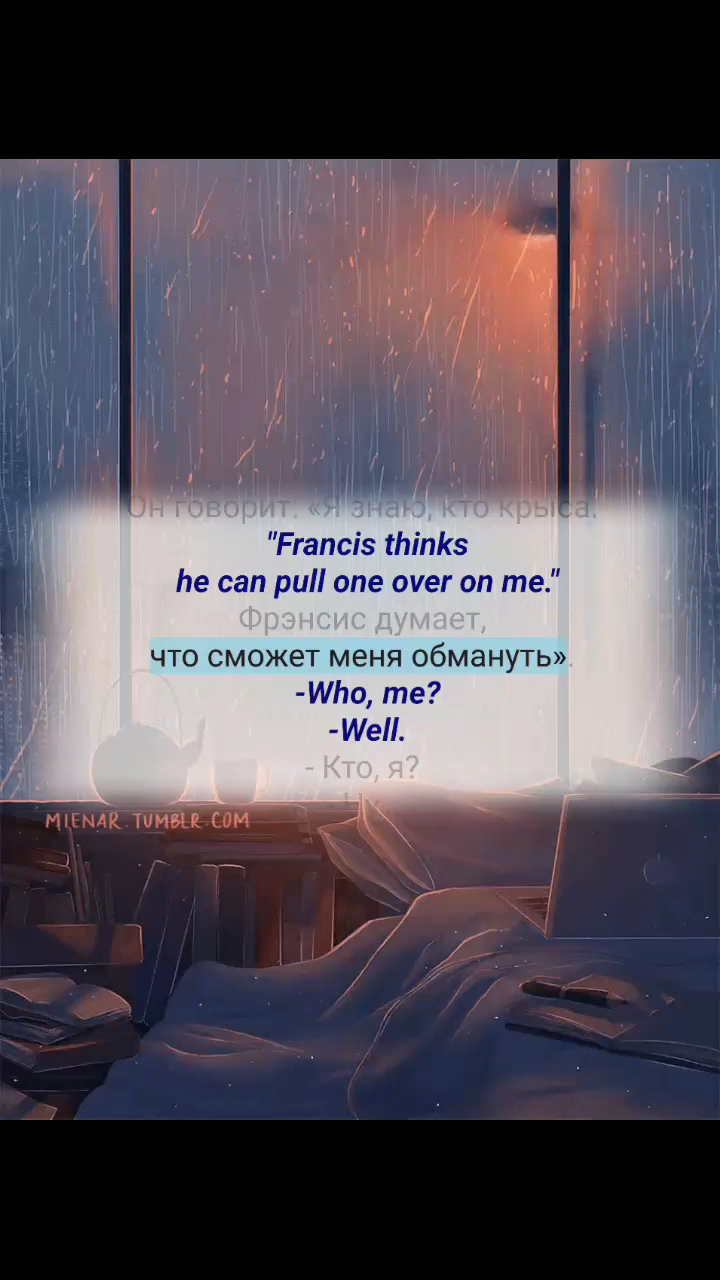 Он говорит: «Я знаю, кто крыса.
"Francis thinks
he can pull one over on me."
Фрэнсис думает,
что сможет меня обмануть».
-Who, me?
-Well.
- Кто, я?
MIENAR.TUMBLR.COM